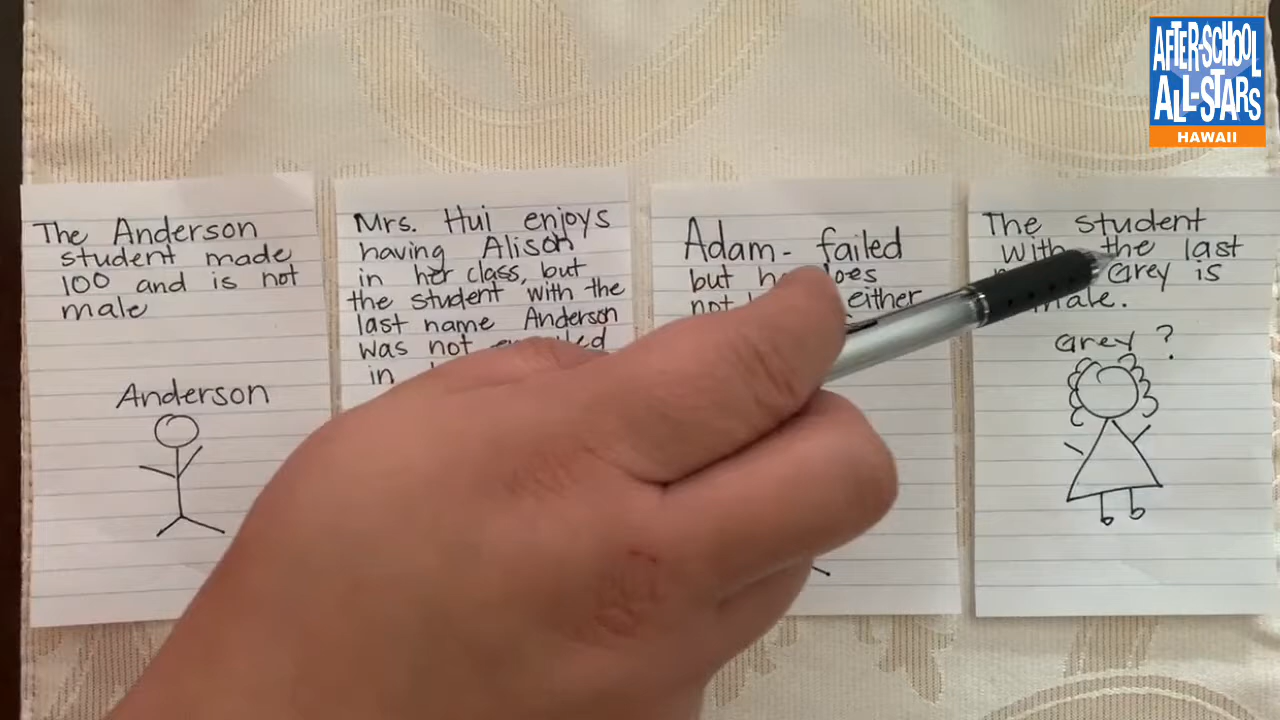 AFTER-SCHOOL
ALL-STARS
HAWAII
The Anderson
student made
100 and is not
male
Anderson
Mrs. Hui enjoys
having Alison
in her class, but
the student with the
last name Anderson
was not
in
Adam - failed
but
not either
The student
with the last
Grey is
male.
Grey ?